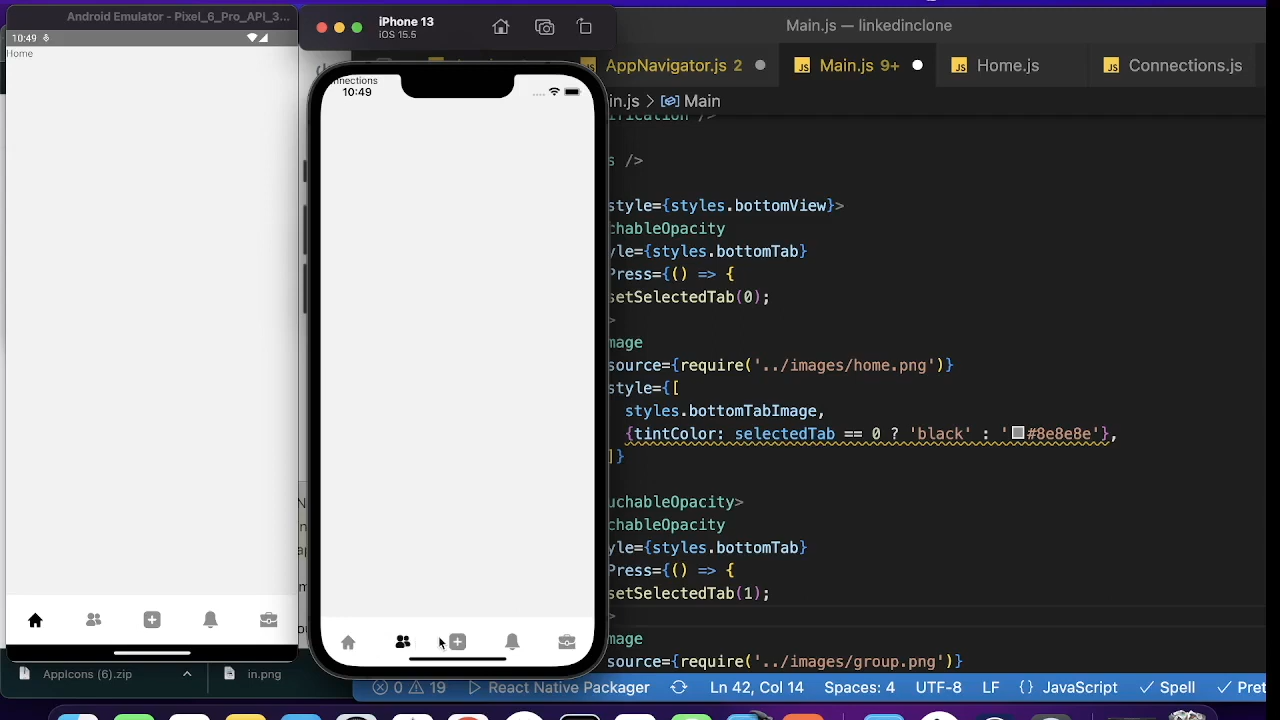 Android Emulator - Pixel_6_Pro_API_3...
10:49
Home
iPhone 13
iOS 15.5
nnections
10:49
Main.js — linkedinclone
AppNavigator.js 2
Main.js 9+
Home.js
Connections.js
in.js > Main
ification />
s />
style={styles.bottomView}>
chableOpacity
yle={styles.bottomTab}
Press={() => {
setSelectedTab(0);
>
mage
source={require('../images/home.png')}
style={[
styles.bottomTabImage,
{tintColor: selectedTab == 0 ? 'black' : '#8e8e8e'},
]}
uchableOpacity>
chableOpacity
yle={styles.bottomTab}
Press={() => {
setSelectedTab(1);
>
mage
source={require('../images/group.png')}
AppIcons (6).zip
in.png
0 19 React Native Packager Ln 42, Col 14 Spaces: 4 UTF-8 LF {} JavaScript Spell Pret